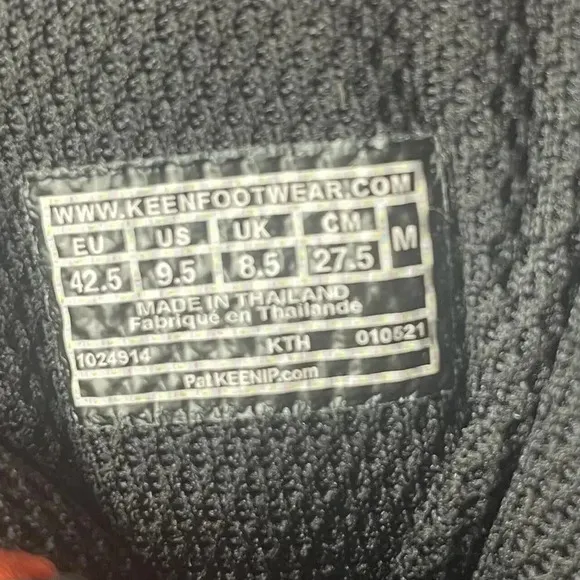 WWW.KEENFOOTWEAR.COM
EU US UK CM M
42.5 9.5 8.5 27.5
MADE IN THAILAND
Fabriqué en Thaïlande
1024914 KTH 010521
Pat.KEENIP.com